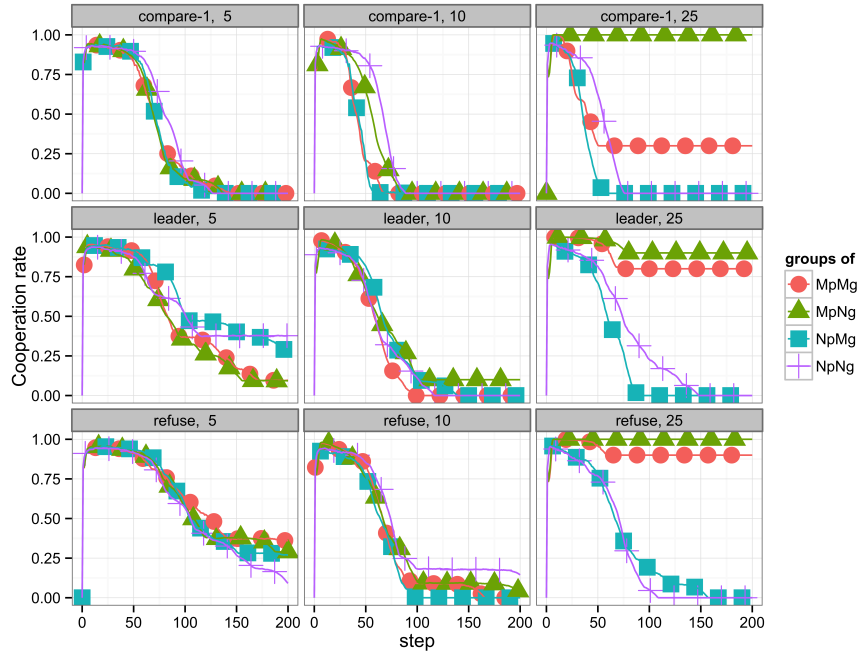 compare-1, 5
compare-1, 10
compare-1, 25
1.00
0.75
0.50
0.25
0.00
leader, 5
leader, 10
leader, 25
1.00
0.75
0.50
0.25
0.00
refuse, 5
refuse, 10
refuse, 25
1.00
0.75
0.50
0.25
0.00
0 50 100 150 200
0 50 100 150 200
0 50 100 150 200
step
Cooperation rate
groups of
MpMg
MpNg
NpMg
NpNg